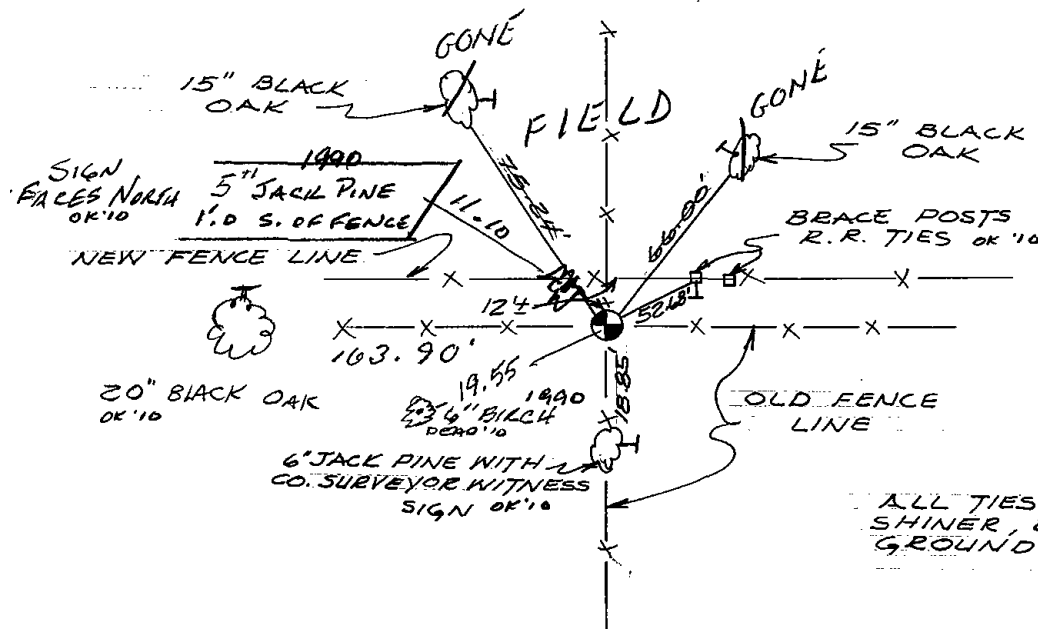 GONE
15" BLACK
OAK
FIELD
GONE
15" BLACK
OAK
SIGN
FACES NORTH
OK '10
1990
5" JACK PINE
1'.0 S. OF FENCE
75.24'
11.10
66.00'
BRACE POSTS
R.R. TIES OK '10
NEW FENCE LINE
12±
52.68'
163.90'
20" BLACK OAK
OK '10
19.55
1990
6" BIRCH
DEAD '10
18.85
OLD FENCE
LINE
6" JACK PINE WITH
CO. SURVEYOR WITNESS
SIGN OK '10
ALL TIES
SHINER,
GROUND